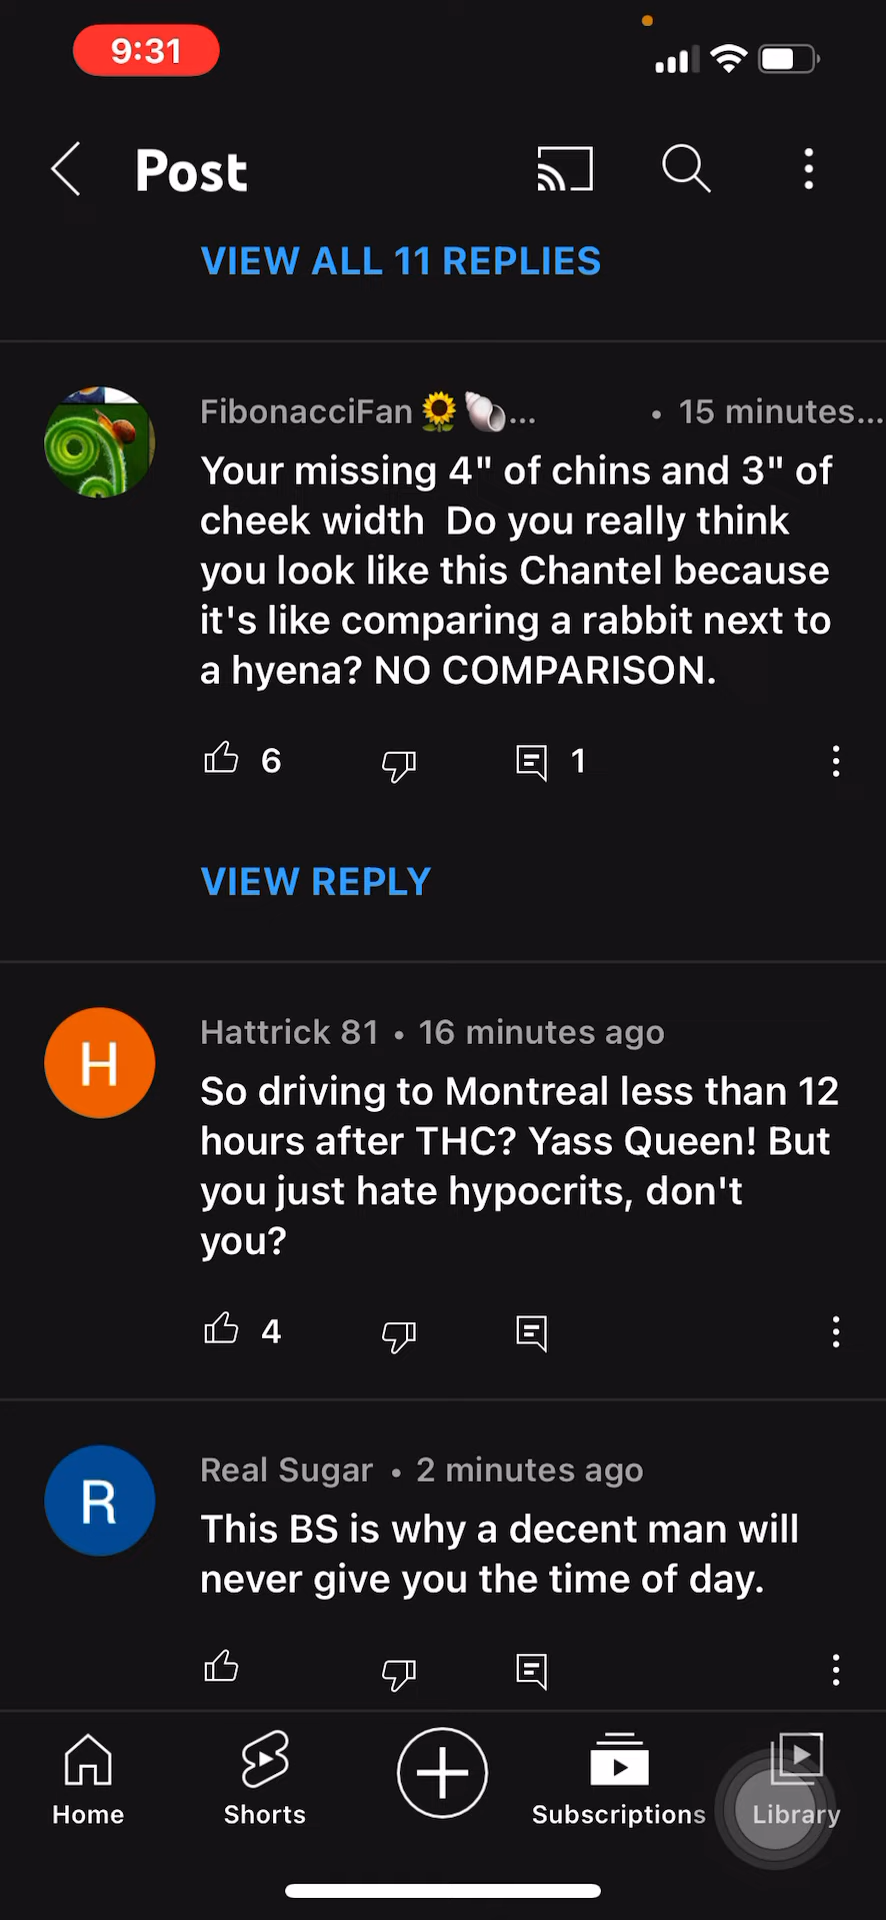 9:31
Post
VIEW ALL 11 REPLIES
FibonacciFan🌻🐚... • 15 minutes...
Your missing 4" of chins and 3" of
cheek width  Do you really think
you look like this Chantel because
it's like comparing a rabbit next to
a hyena? NO COMPARISON.
6 1
VIEW REPLY
H
Hattrick 81 • 16 minutes ago
So driving to Montreal less than 12
hours after THC? Yass Queen! But
you just hate hypocrits, don't
you?
4
R
Real Sugar • 2 minutes ago
This BS is why a decent man will
never give you the time of day.
Home Shorts Subscriptions Library